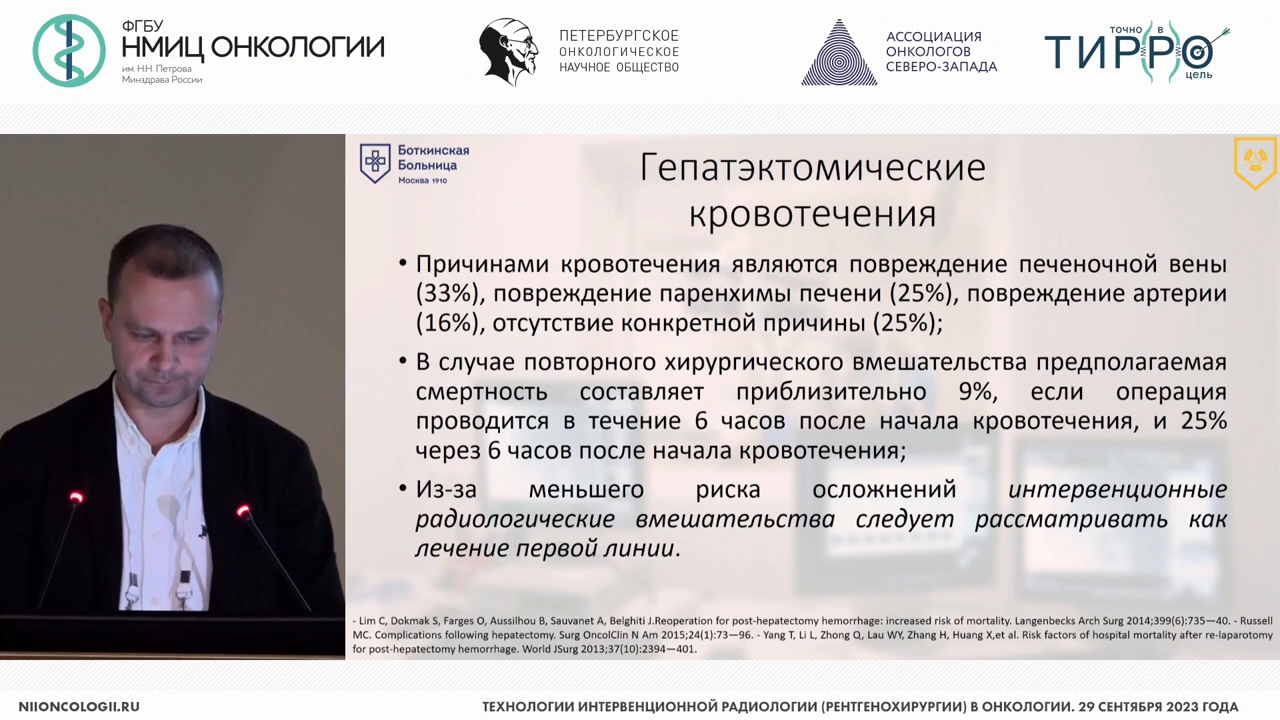 ФГБУ
НМИЦ ОНКОЛОГИИ
им. Н.Н. Петрова
Минздрава России
ПЕТЕРБУРГСКОЕ
ОНКОЛОГИЧЕСКОЕ
НАУЧНОЕ ОБЩЕСТВО
АССОЦИАЦИЯ
ОНКОЛОГОВ
СЕВЕРО-ЗАПАДА
ТОЧНО В
ТИРРО
цель
Боткинская
Больница
Москва 1910
Гепатэктомические
кровотечения
• Причинами кровотечения являются повреждение печеночной вены
(33%), повреждение паренхимы печени (25%), повреждение артерии
(16%), отсутствие конкретной причины (25%);
• В случае повторного хирургического вмешательства предполагаемая
смертность составляет приблизительно 9%, если операция
проводится в течение 6 часов после начала кровотечения, и 25%
через 6 часов после начала кровотечения;
• Из-за меньшего риска осложнений интервенционные
радиологические вмешательства следует рассматривать как
лечение первой линии.
- Lim C, Dokmak S, Farges O, Aussilhou B, Sauvanet A, Belghiti J.Reoperation for post-hepatectomy hemorrhage: increased risk of mortality. Langenbecks Arch Surg 2014;399(6):735—40. - Russell
MC. Complications following hepatectomy. Surg OncolClin N Am 2015;24(1):73—96. - Yang T, Li L, Zhong Q, Lau WY, Zhang H, Huang X,et al. Risk factors of hospital mortality after re-laparotomy
for post-hepatectomy hemorrhage. World JSurg 2013;37(10):2394—401.
NIIONCOLOGII.RU
ТЕХНОЛОГИИ ИНТЕРВЕНЦИОННОЙ РАДИОЛОГИИ (РЕНТГЕНОХИРУРГИИ) В ОНКОЛОГИИ. 29 СЕНТЯБРЯ 2023 ГОДА